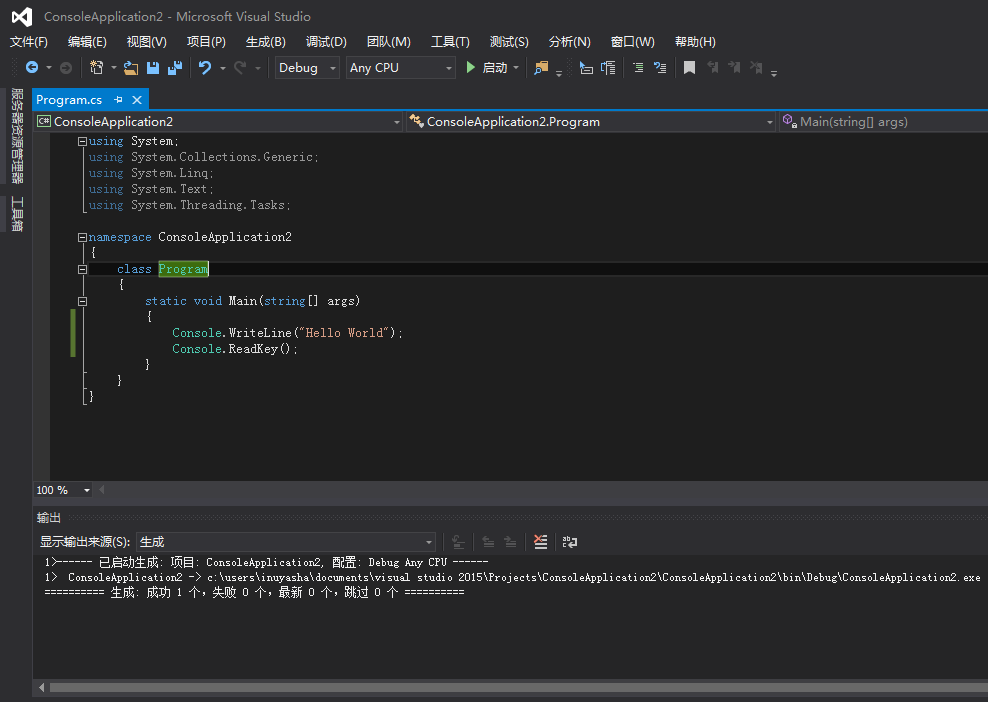 ConsoleApplication2 - Microsoft Visual Studio
文件(F) 编辑(E) 视图(V) 项目(P) 生成(B) 调试(D) 团队(M) 工具(T) 测试(S) 分析(N) 窗口(W) 帮助(H)
Debug Any CPU 启动
服务器资源管理器
工具箱
Program.cs
C# ConsoleApplication2 ConsoleApplication2.Program Main(string[] args)
using System;
using System.Collections.Generic;
using System.Linq;
using System.Text;
using System.Threading.Tasks;
namespace ConsoleApplication2
{
class Program
{
static void Main(string[] args)
{
Console.WriteLine("Hello World");
Console.ReadKey();
}
}
}
100 %
输出
显示输出来源(S): 生成
1>------ 已启动生成: 项目: ConsoleApplication2, 配置: Debug Any CPU ------
1> ConsoleApplication2 -> c:\users\inuyasha\documents\visual studio 2015\Projects\ConsoleApplication2\ConsoleApplication2\bin\Debug\ConsoleApplication2.exe
========== 生成: 成功 1 个，失败 0 个，最新 0 个，跳过 0 个 ==========